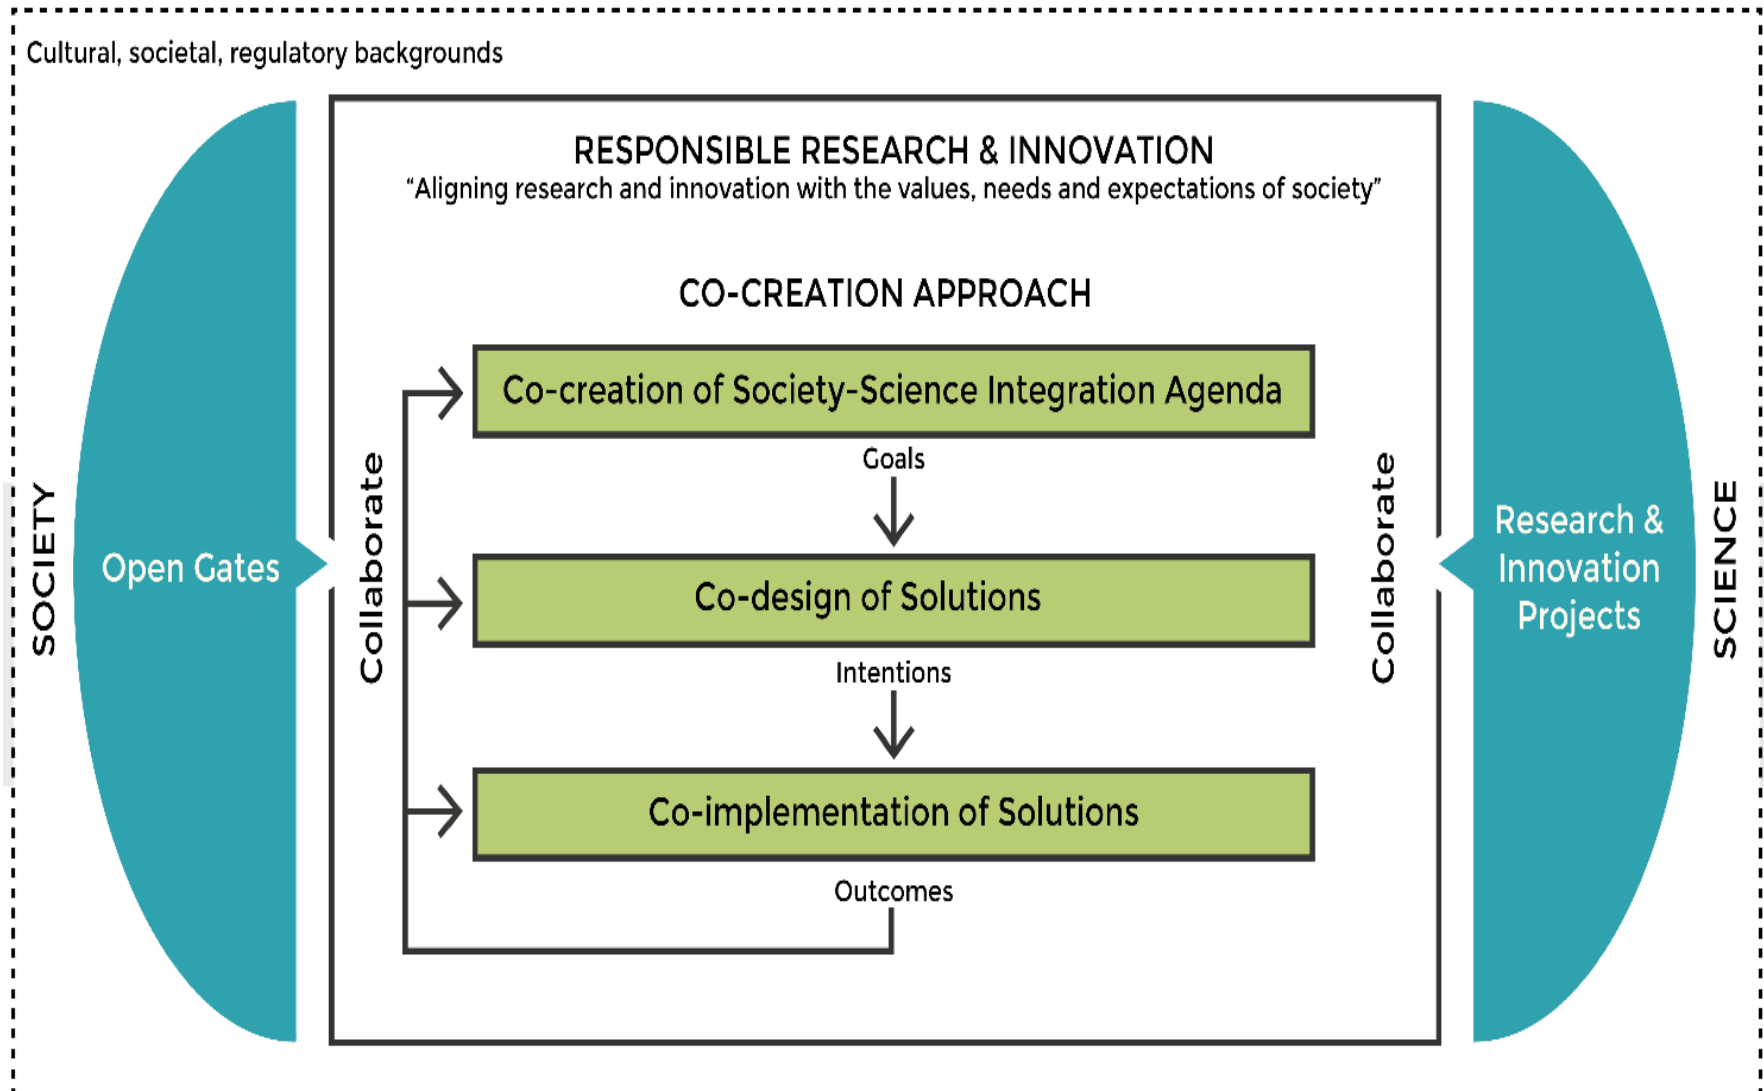 Cultural, societal, regulatory backgrounds
RESPONSIBLE RESEARCH & INNOVATION
“Aligning research and innovation with the values, needs and expectations of society”
CO-CREATION APPROACH
SOCIETY
Open Gates
Collaborate
Co-creation of Society-Science Integration Agenda
Goals
Co-design of Solutions
Intentions
Co-implementation of Solutions
Outcomes
Collaborate
Research &
Innovation
Projects
SCIENCE